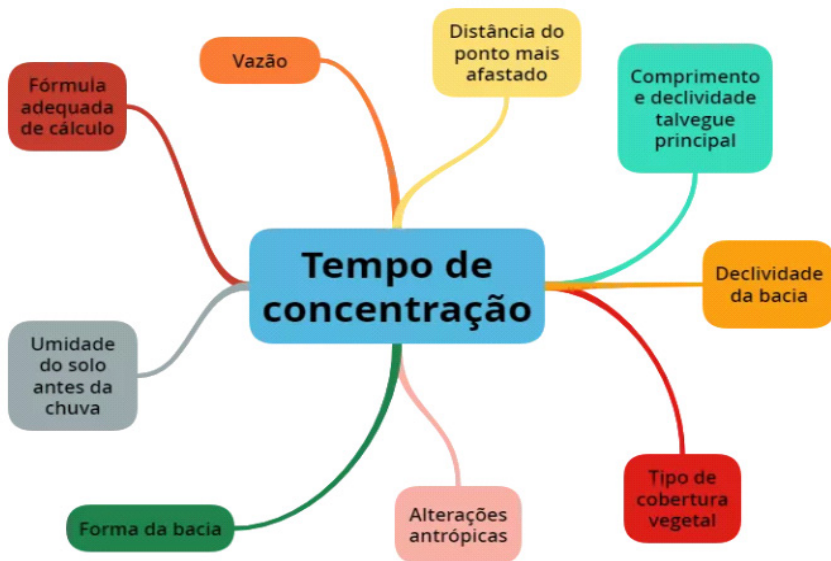 Tempo de
concentração
Vazão
Distância do
ponto mais
afastado
Comprimento
e declividade
talvegue
principal
Declividade
da bacia
Tipo de
cobertura
vegetal
Alterações
antrópicas
Forma da bacia
Umidade
do solo
antes da
chuva
Fórmula
adequada
de cálculo